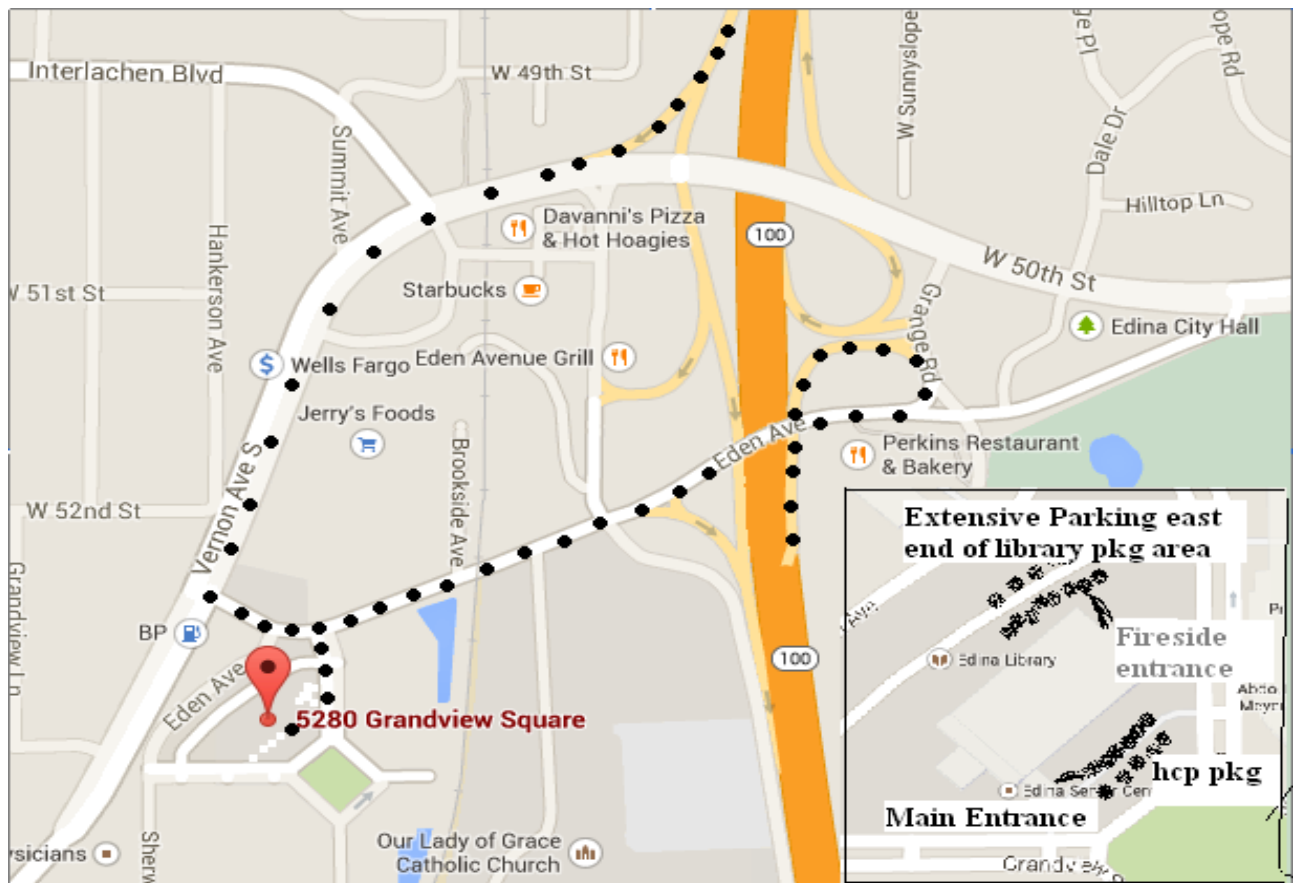 Interlachen Blvd
W 49th St
Summit Ave
W Sunnyslope
Dale Dr
Hilltop Ln
Hankerson Ave
Davanni's Pizza
& Hot Hoagies
100
W 50th St
W 51st St
Starbucks
Grange Rd
Edina City Hall
Wells Fargo
Eden Avenue Grill
Jerry's Foods
Vernon Ave S
Brookside Ave
Eden Ave
Perkins Restaurant
& Bakery
W 52nd St
Grandview Ln
BP
Eden Ave
5280 Grandview Square
100
Our Lady of Grace
Catholic Church
Extensive Parking east
end of library pkg area
Fireside
entrance
Edina Library
hcp pkg
Main Entrance